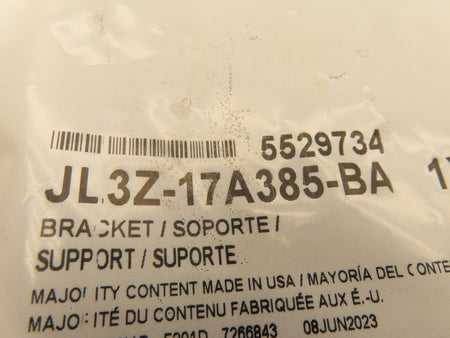 5529734
JL3Z-17A385-BA
BRACKET / SOPORTE /
SUPPORT / SUPORTE
MAJORITY CONTENT MADE IN USA / MAYORÍA DEL CONTE
MAJORITÉ DU CONTENU FABRIQUÉE AUX É.-U.
7266843 08JUN2023